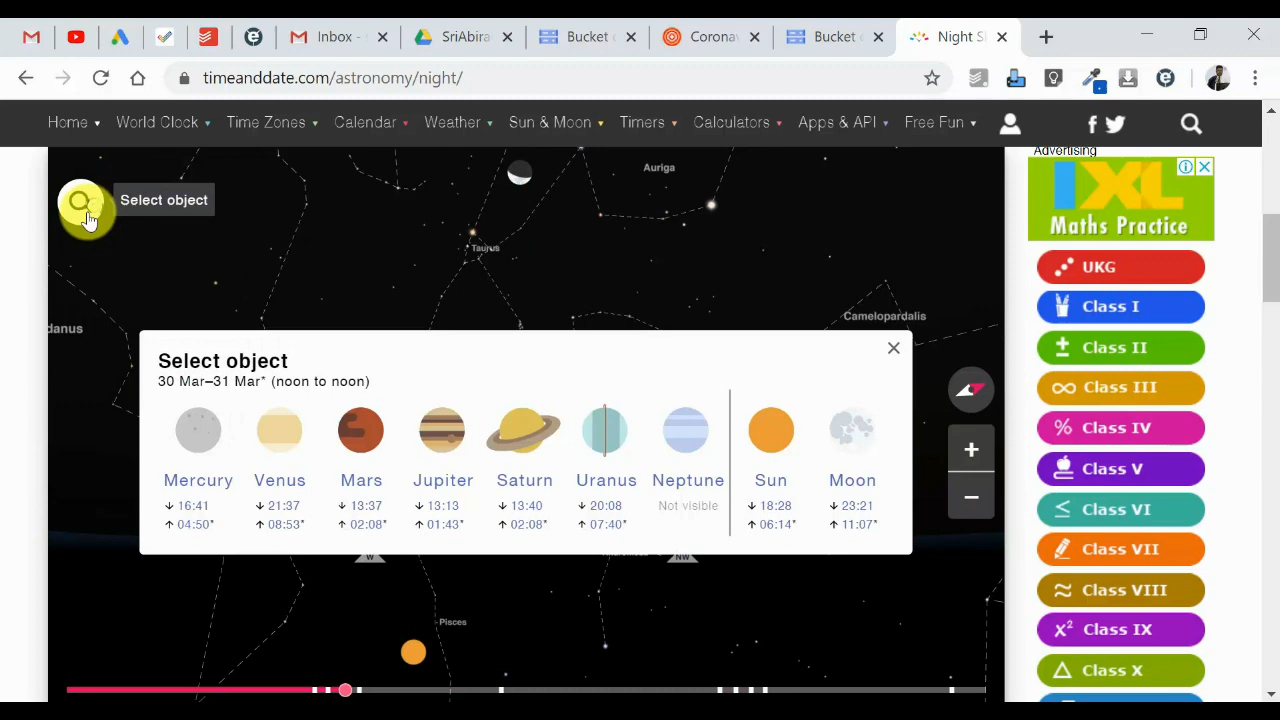 Inbox -
SriAbira
Bucket
Coronav
Bucket
Night S
timeanddate.com/astronomy/night/
Home World Clock Time Zones Calendar Weather Sun & Moon Timers Calculators Apps & API Free Fun
Advertising
IXL
Maths Practice
UKG
Class I
Class II
Class III
Class IV
Class V
Class VI
Class VII
Class VIII
Class IX
Class X
Select object
Auriga
Taurus
Camelopardalis
danus
Select object
30 Mar–31 Mar* (noon to noon)
Mercury Venus Mars Jupiter Saturn Uranus Neptune Sun Moon
↓ 16:41 ↓ 21:37 ↓ 13:37 ↓ 13:13 ↓ 13:40 ↓ 20:08 Not visible ↓ 18:28 ↓ 23:21
↑ 04:50* ↑ 08:53* ↑ 02:08* ↑ 01:43* ↑ 02:08* ↑ 07:40* ↑ 06:14* ↑ 11:07*
W NW
Pisces